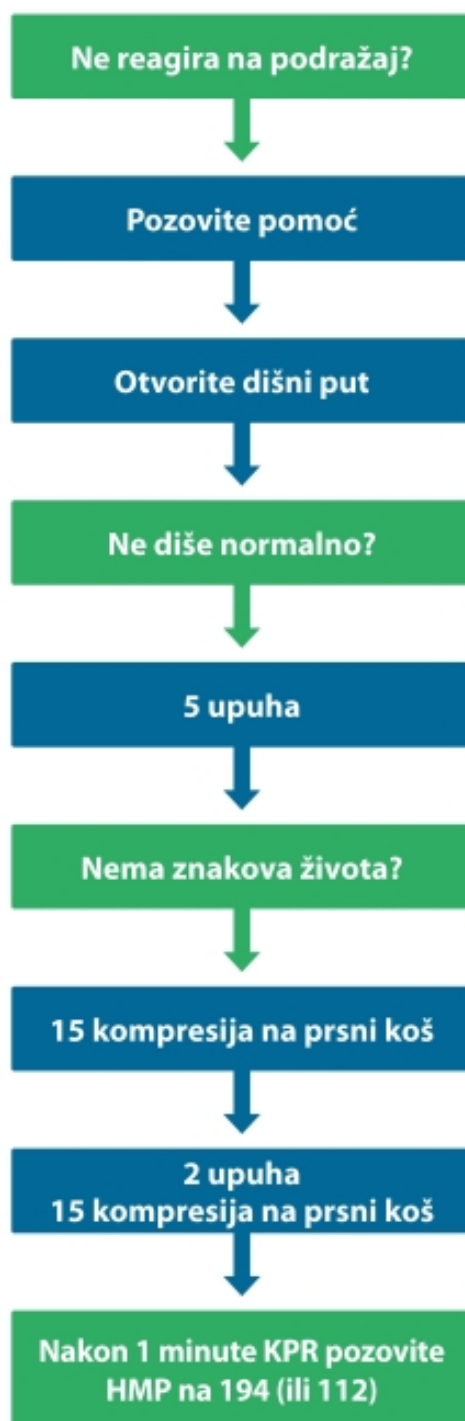 Ne reagira na podražaj?
Pozovite pomoć
Otvorite dišni put
Ne diše normalno?
5 upuha
Nema znakova života?
15 kompresija na prsni koš
2 upuha
15 kompresija na prsni koš
Nakon 1 minute KPR pozovite
HMP na 194 (ili 112)